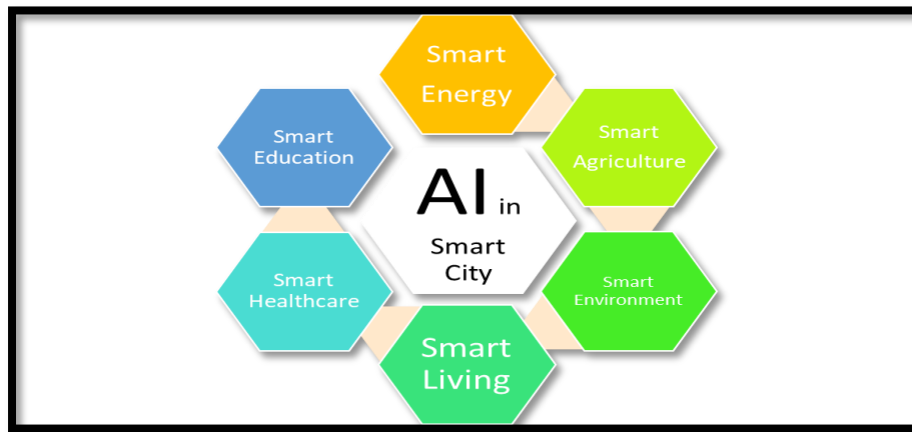 Smart
Energy
Smart
Education
Smart
Agriculture
AI in
Smart
City
Smart
Healthcare
Smart
Environment
Smart
Living